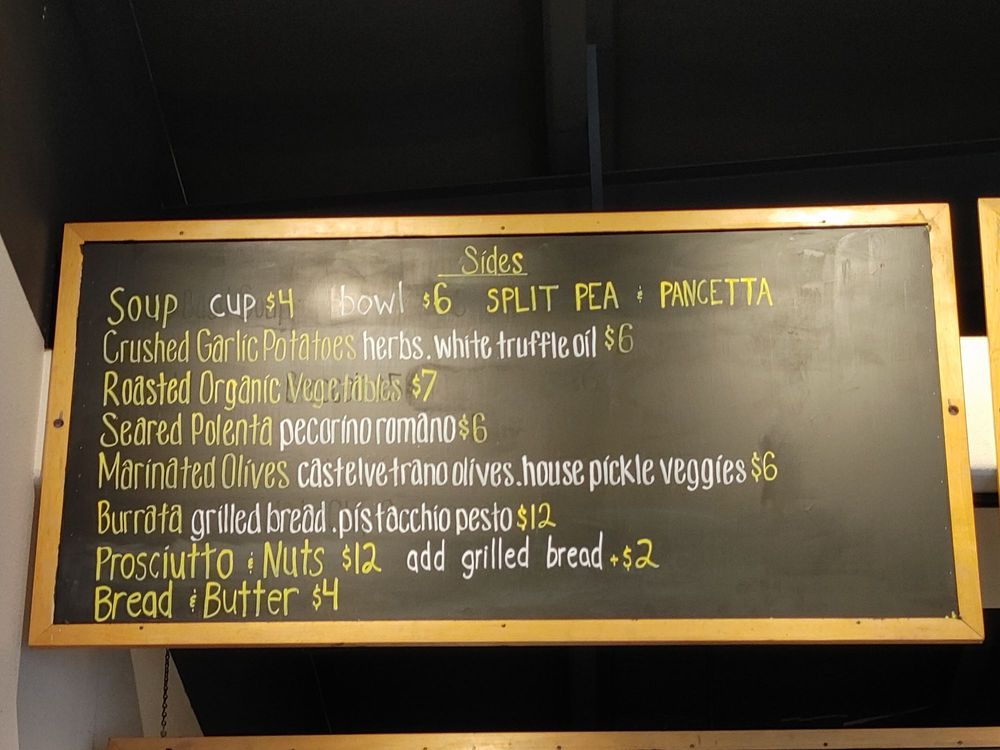 Sides
Soup cup $4 bowl $6 SPLIT PEA & PANCETTA
Crushed Garlic Potatoes herbs. white truffle oil $6
Roasted Organic Vegetables $7
Seared Polenta pecorino romano $6
Marinated Olives castelvetrano olives. house pickle veggies $6
Burrata grilled bread. pistacchio pesto $12
Prosciutto & Nuts $12 add grilled bread +$2
Bread & Butter $4